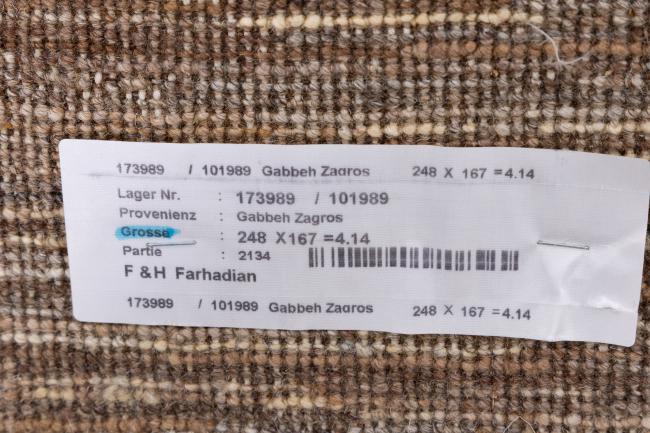 173989 / 101989 Gabbeh Zagros 248 X 167 =4.14
Lager Nr. : 173989 / 101989
Provenienz : Gabbeh Zagros
Grosse : 248 X167 =4.14
Partie : 2134
F &H Farhadian
173989 / 101989 Gabbeh Zagros 248 X 167 =4.14